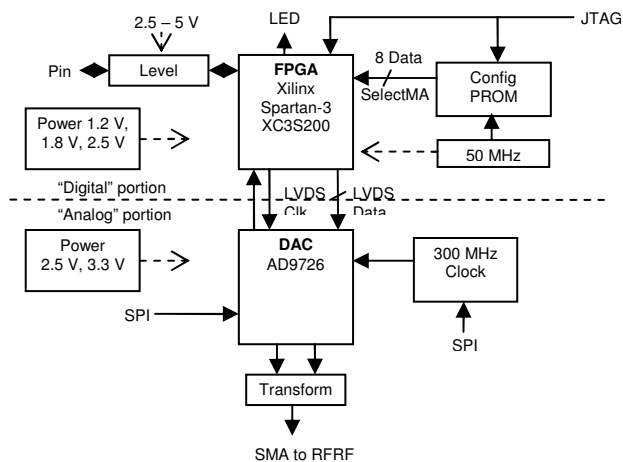 2.5 – 5 V
LED
JTAG
Pin
Level
FPGA
Xilinx
Spartan-3
XC3S200
8 Data
SelectMA
Config
PROM
Power 1.2 V,
1.8 V, 2.5 V
50 MHz
"Digital" portion
LVDS
Clk
LVDS
Data
"Analog" portion
Power
2.5 V, 3.3 V
DAC
AD9726
300 MHz
Clock
SPI
SPI
Transform
SMA to RFRF